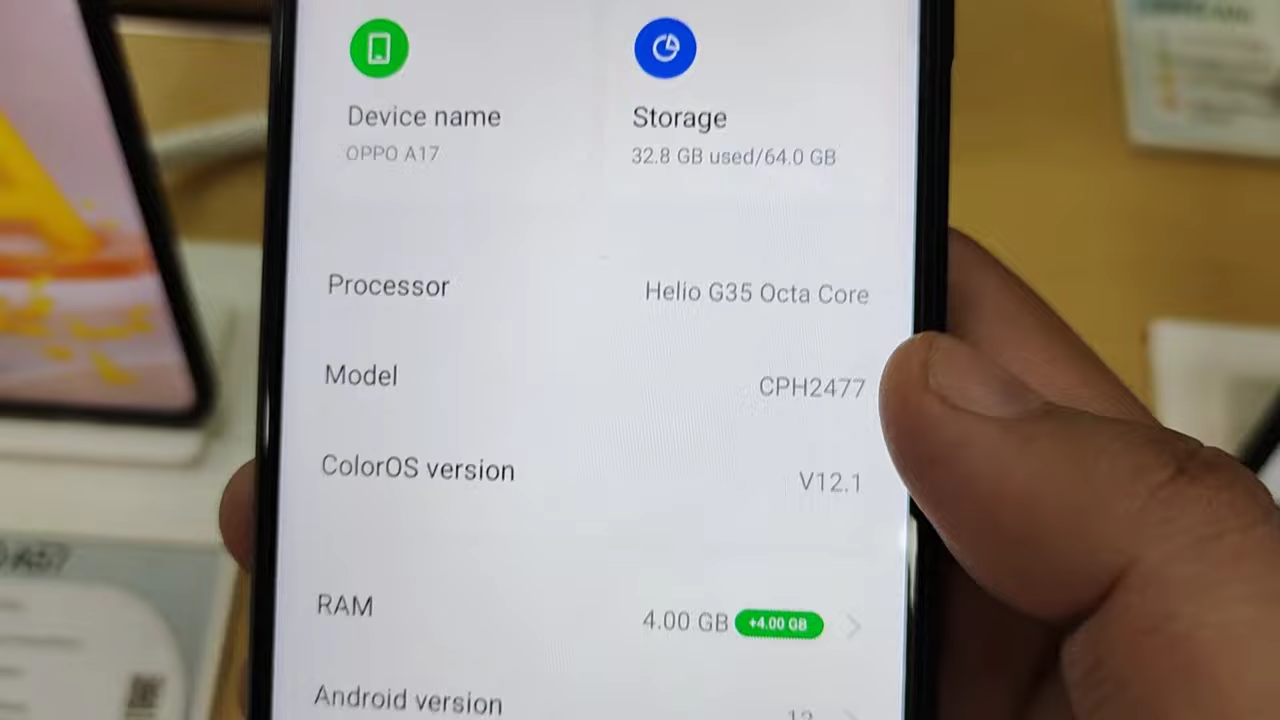 Device name
Storage
OPPO A17
32.8 GB used/64.0 GB
Processor
Helio G35 Octa Core
Model
CPH2477
ColorOS version
V12.1
RAM
4.00 GB
+4.00 GB
Android version
A57